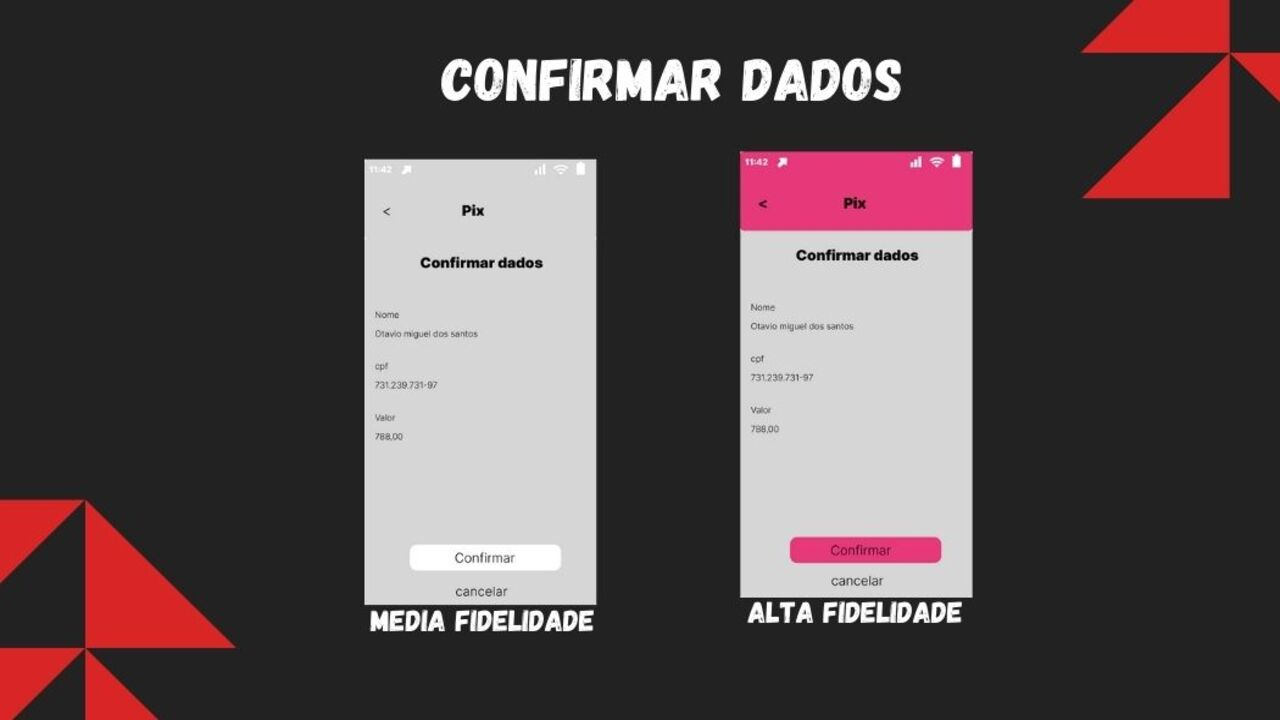 CONFIRMAR DADOS
11:42
< Pix
Confirmar dados
Nome
Otavio miguel dos santos
cpf
731.239.731-97
Valor
788,00
Confirmar
cancelar
MEDIA FIDELIDADE
11:42
< Pix
Confirmar dados
Nome
Otavio miguel dos santos
cpf
731.239.731-97
Valor
788,00
Confirmar
cancelar
ALTA FIDELIDADE